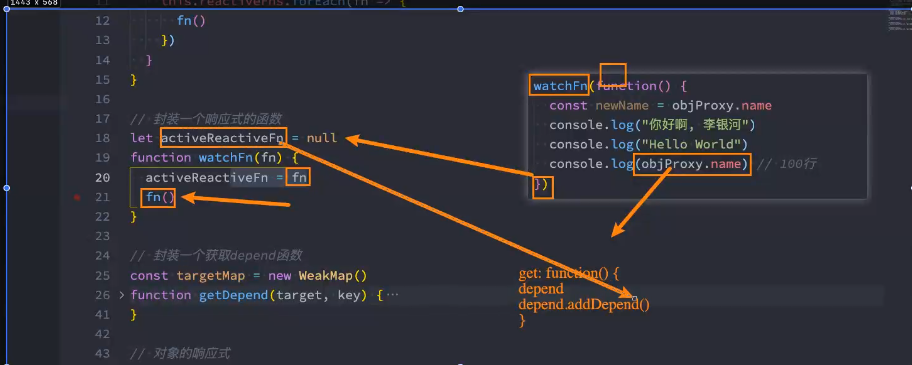 1443 x 568
11 this.reactiveFns.forEach(fn => {
12 fn()
13 })
14 }
15 }
16
17 // 封装一个响应式的函数
18 let activeReactiveFn = null
19 function watchFn(fn) {
20 activeReactiveFn = fn
21 fn()
22 }
23
24 // 封装一个获取depend函数
25 const targetMap = new WeakMap()
26 function getDepend(target, key) {···
41 }
42
43 // 对象的响应式
watchFn(function() {
const newName = objProxy.name
console.log("你好啊, 李银河")
console.log("Hello World")
console.log(objProxy.name) // 100行
})
get: function() {
depend
depend.addDepend()
}